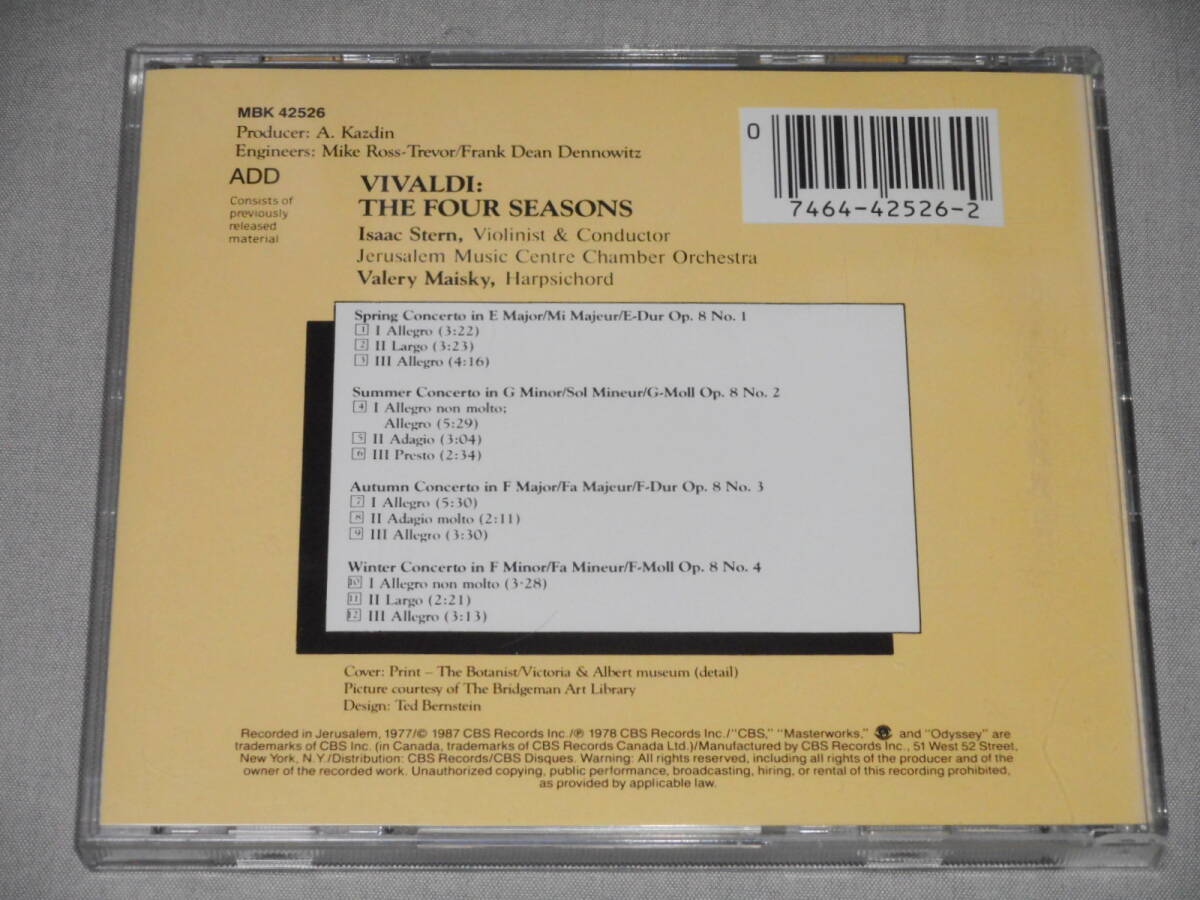 MBK 42526
Producer: A. Kazdin
Engineers: Mike Ross-Trevor/Frank Dean Dennowitz
ADD
Consists of
previously
released
material
0
7464-42526-2
VIVALDI:
THE FOUR SEASONS
Isaac Stern, Violinist & Conductor
Jerusalem Music Centre Chamber Orchestra
Valery Maisky, Harpsichord
Spring Concerto in E Major/Mi Majeur/E-Dur Op. 8 No. 1
1 I Allegro (3:22)
2 II Largo (3:23)
3 III Allegro (4:16)
Summer Concerto in G Minor/Sol Mineur/G-Moll Op. 8 No. 2
4 I Allegro non molto;
Allegro (5:29)
5 II Adagio (3:04)
6 III Presto (2:34)
Autumn Concerto in F Major/Fa Majeur/F-Dur Op. 8 No. 3
7 I Allegro (5:30)
8 II Adagio molto (2:11)
9 III Allegro (3:30)
Winter Concerto in F Minor/Fa Mineur/F-Moll Op. 8 No. 4
10 I Allegro non molto (3:28)
11 II Largo (2:21)
12 III Allegro (3:13)
Cover: Print – The Botanist/Victoria & Albert museum (detail)
Picture courtesy of The Bridgeman Art Library
Design: Ted Bernstein
Recorded in Jerusalem, 1977/© 1987 CBS Records Inc./℗ 1978 CBS Records Inc./"CBS," "Masterworks," and "Odyssey" are
trademarks of CBS Inc. (in Canada, trademarks of CBS Records Canada Ltd.)/Manufactured by CBS Records Inc., 51 West 52 Street,
New York, N.Y./Distribution: CBS Records/CBS Disques. Warning: All rights reserved, including all rights of the producer and of the
owner of the recorded work. Unauthorized copying, public performance, broadcasting, hiring, or rental of this recording prohibited,
as provided by applicable law.